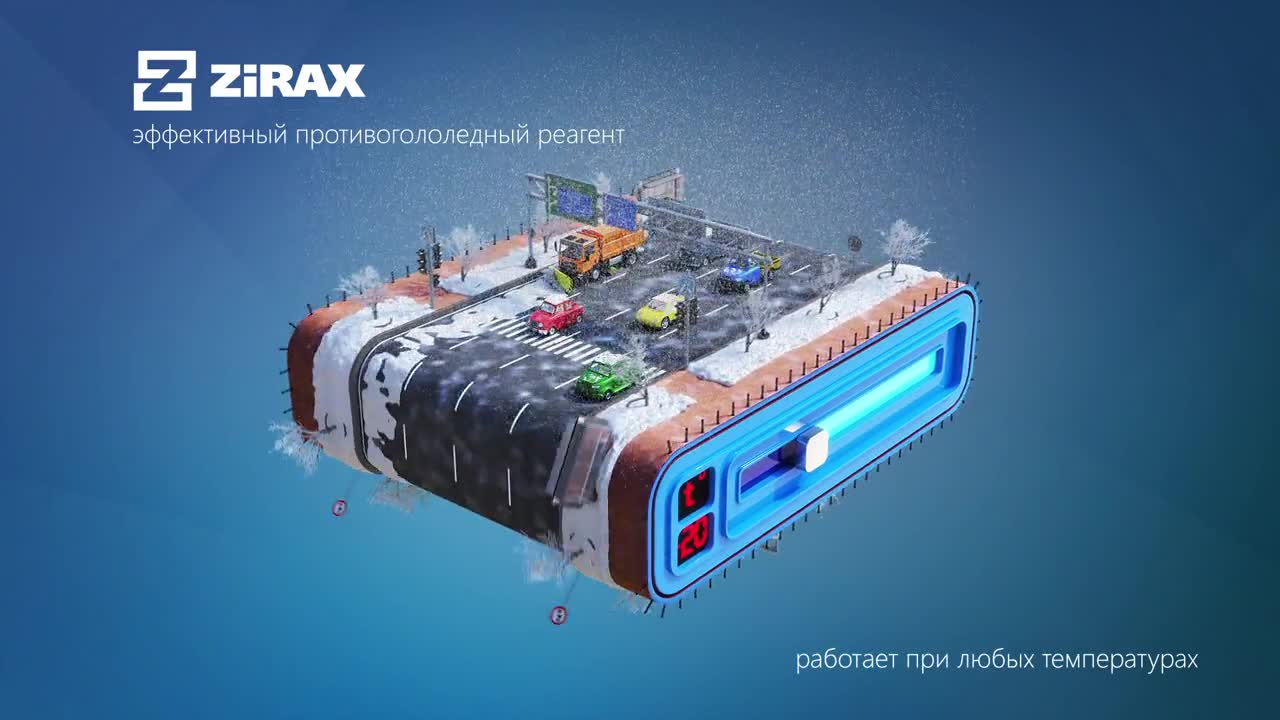 ZiRAX
эффективный противогололедный реагент
t°
20
работает при любых температурах